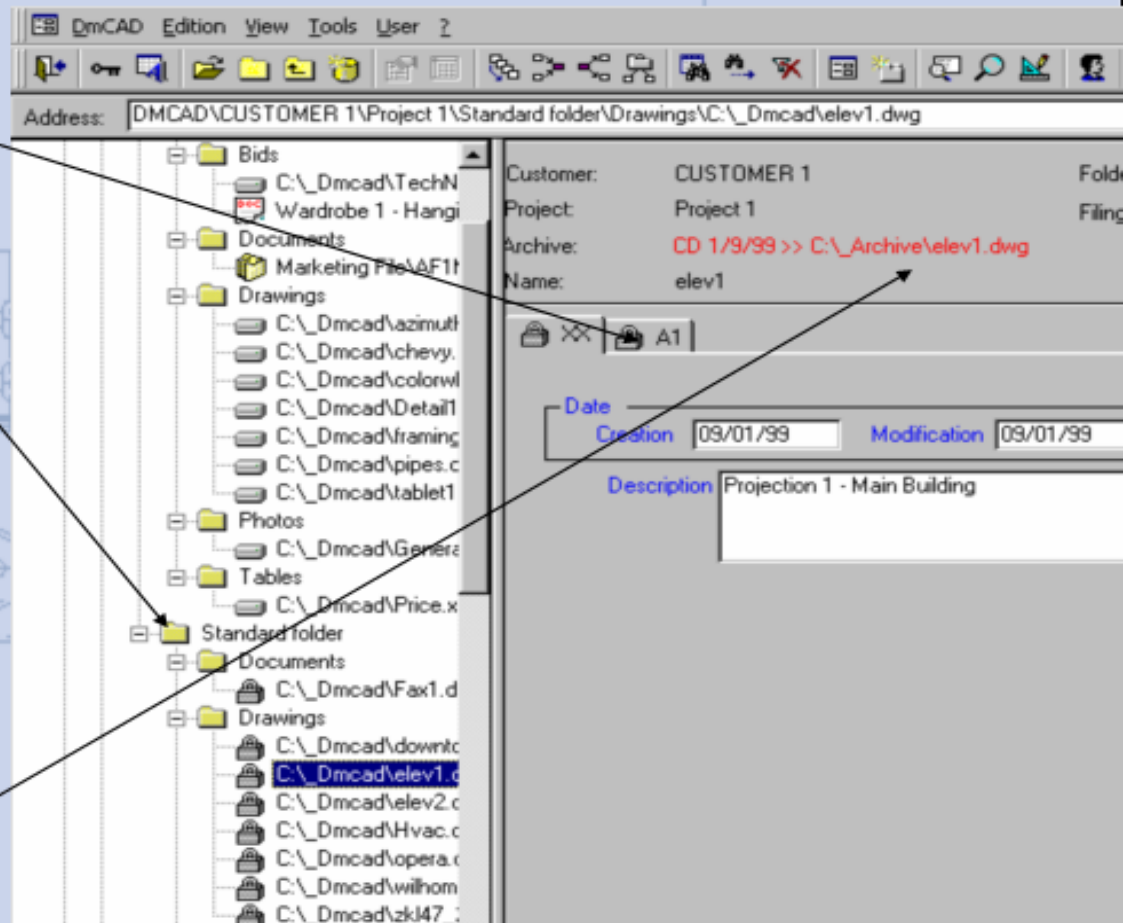 DmCAD Edition View Tools User ?
Address: DMCAD\CUSTOMER 1\Project 1\Standard folder\Drawings\C:\_Dmcad\elev1.dwg
Bids
C:\_Dmcad\TechN
Wardrobe 1 - Hangi
Documents
Marketing File\AF1
Drawings
C:\_Dmcad\azimuth
C:\_Dmcad\chevy.
C:\_Dmcad\colorwl
C:\_Dmcad\Detail1
C:\_Dmcad\framing
C:\_Dmcad\pipes.c
C:\_Dmcad\tablet1
Photos
C:\_Dmcad\Genera
Tables
C:\_Dmcad\Price.x
Standard folder
Documents
C:\_Dmcad\Fax1.d
Drawings
C:\_Dmcad\downto
C:\_Dmcad\elev1.d
C:\_Dmcad\elev2.c
C:\_Dmcad\Hvac.c
C:\_Dmcad\opera.c
C:\_Dmcad\wilhom
C:\_Dmcad\zkl47_
Customer: CUSTOMER 1 Folde
Project: Project 1 Filing
Archive: CD 1/9/99 >> C:\_Archive\elev1.dwg
Name: elev1
XX A1
Date
Creation 09/01/99 Modification 09/01/99
Description Projection 1 - Main Building